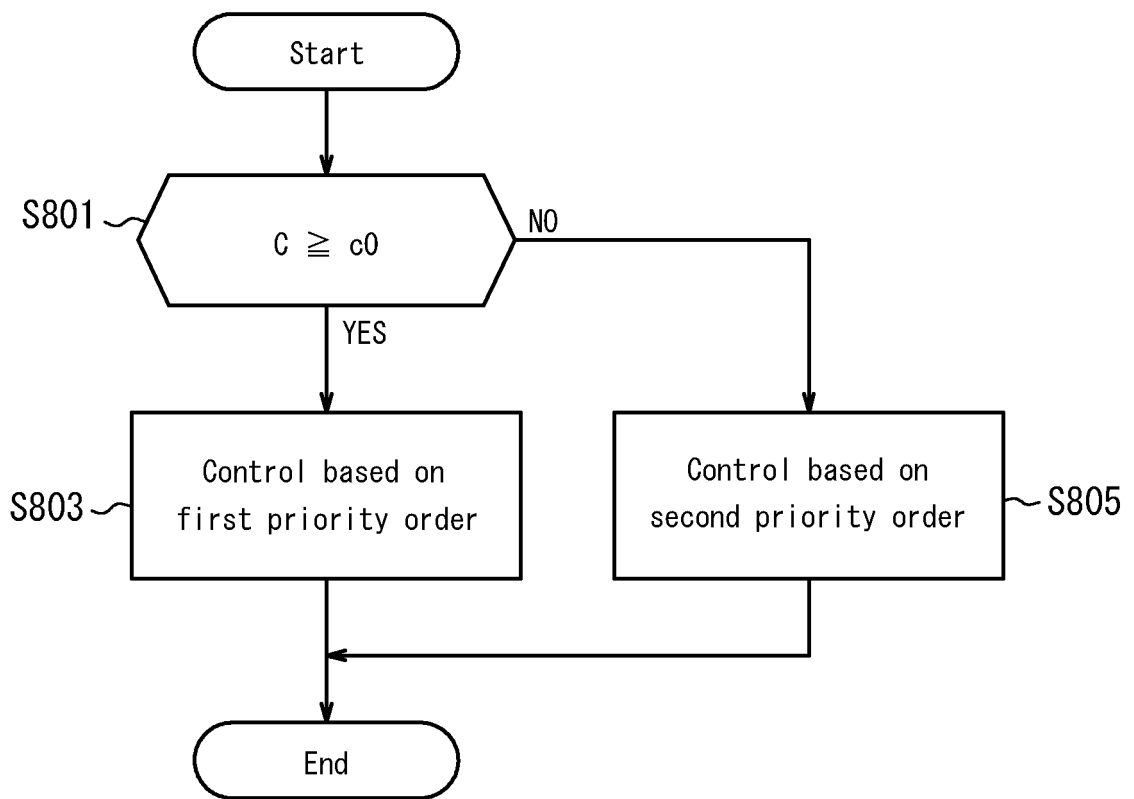 Start
S801
C ≧ c0
NO
YES
Control based on
first priority order
S803
Control based on
second priority order
S805
End